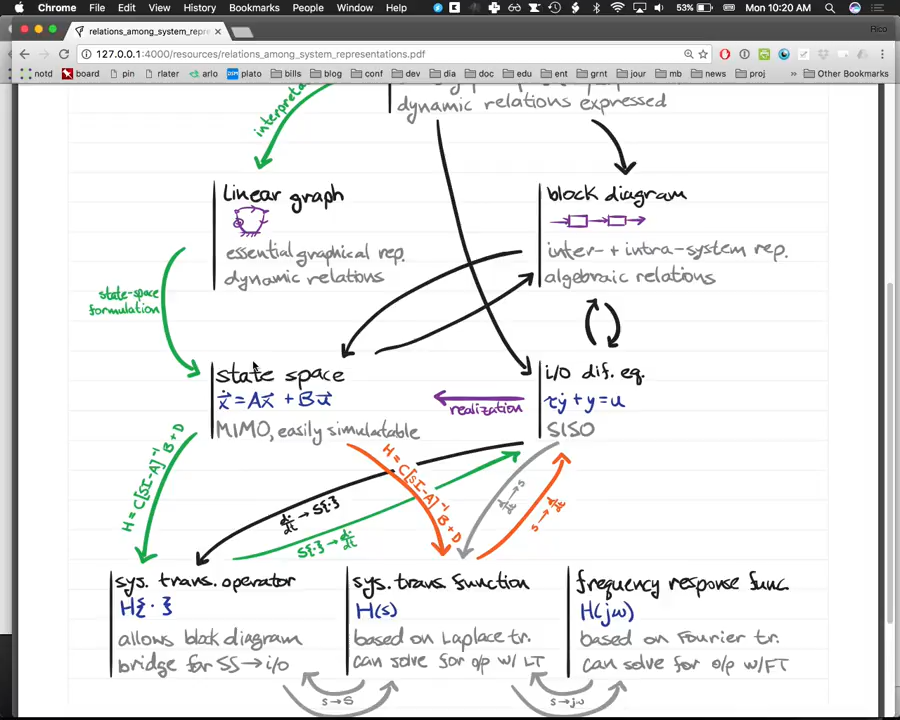 Chrome File Edit View History Bookmarks People Window Help 53% Mon 10:20 AM
relations_among_system_repre Rico
127.0.0.1:4000/resources/relations_among_system_representations.pdf
notd board pin rlater arlo plato bills blog conf dev dia doc edu ent grnt jour mb news proj » Other Bookmarks
dynamic relations expressed
linear graph
essential graphical rep.
dynamic relations
block diagram
inter- + intra-system rep.
algebraic relations
state-space
formulation
state space
ẋ = Ax⃗ + Bu⃗
MIMO, easily simulatable
realization
i/o dif. eq.
τẏ + y = u
SISO
H = C[SI-A]⁻¹B+D
H = C[sI-A]⁻¹B+D
d·/dt → S{·}
S{·} → d·/dt
d·/dt → s
s → d·/dt
sys. trans. operator
H{·}
allows block diagram
bridge for SS → i/o
sys. trans. function
H(s)
based on Laplace tr.
can solve for o/p w/ LT
frequency response func.
H(jω)
based on Fourier tr.
can solve for o/p w/FT
s→S
s→jω